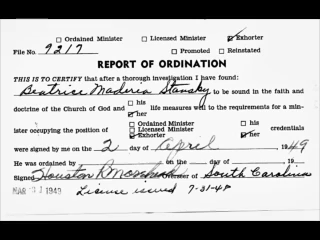 ☐ Ordained Minister ☐ Licensed Minister ☑ Exhorter
File No. 9217 ☐ Promoted ☐ Reinstated
REPORT OF ORDINATION
THIS IS TO CERTIFY that after a thorough investigation I have found:
Beatrice Maderia Stansky to be sound in the faith and
doctrine of the Church of God and ☐ his ☑ her life measures well to the requirements for a min-
ister occupying the position of ☐ Ordained Minister ☐ Licensed Minister ☑ Exhorter ☐ his ☑ her credentials
were signed by me on the 2 day of April, 1949
He was ordained by on the day of, 19
Signed Houston R Overseer of South Carolina
MAR 1949 License issued 7-31-48